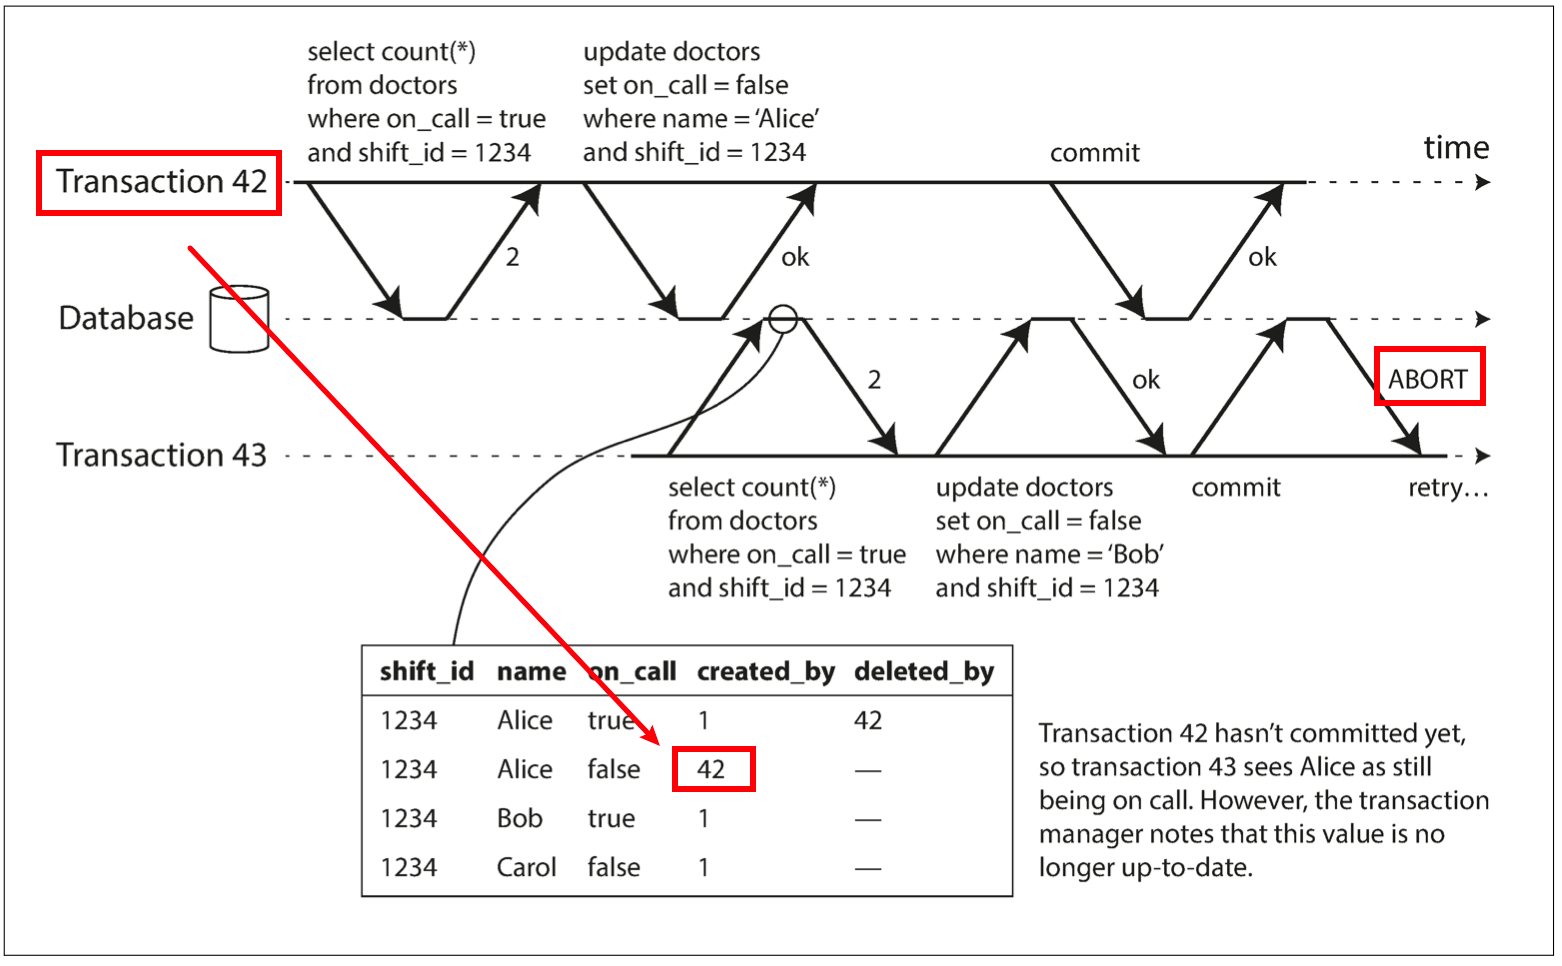 select count(*)
from doctors
where on_call = true
and shift_id = 1234
update doctors
set on_call = false
where name = ‘Alice’
and shift_id = 1234
commit
time
Transaction 42
2
ok
ok
Database
2
ok
ABORT
Transaction 43
select count(*)
from doctors
where on_call = true
and shift_id = 1234
update doctors
set on_call = false
where name = ‘Bob’
and shift_id = 1234
commit
retry…
shift_id name on_call created_by deleted_by
1234 Alice true 1 42
1234 Alice false 42 —
1234 Bob true 1 —
1234 Carol false 1 —
Transaction 42 hasn’t committed yet,
so transaction 43 sees Alice as still
being on call. However, the transaction
manager notes that this value is no
longer up-to-date.